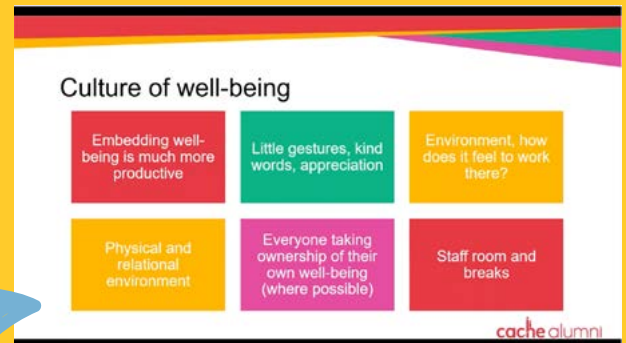 Culture of well-being
Embedding well-
being is much more
productive
Little gestures, kind
words, appreciation
Environment, how
does it feel to work
there?
Physical and
relational
environment
Everyone taking
ownership of their
own well-being
(where possible)
Staff room and
breaks
cache alumni